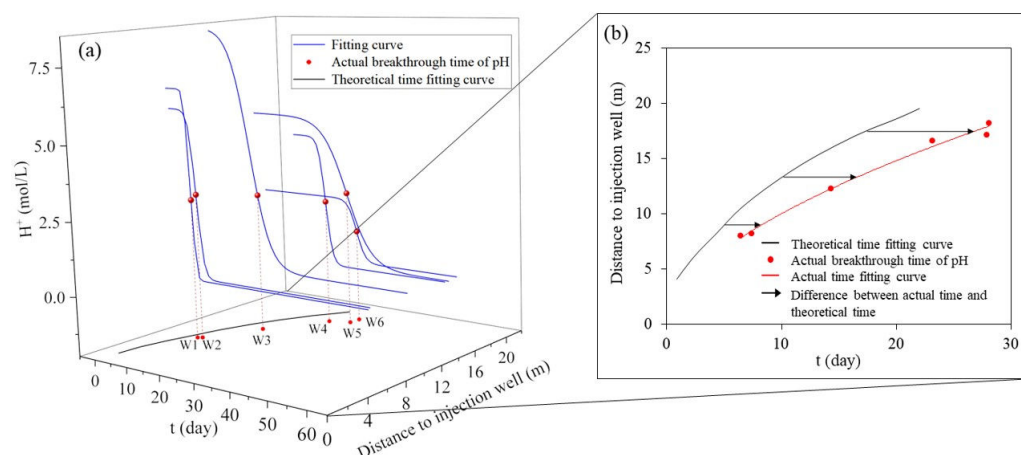 (a)
Fitting curve
Actual breakthrough time of pH
Theoretical time fitting curve
7.5
5.0
2.5
0.0
H⁺ (mol/L)
W1
W2
W3
W4
W5
W6
0
10
20
30
40
50
60
t (day)
0
4
8
12
16
20
Distance to injection well (m)
(b)
25
20
15
10
5
0
Distance to injection well (m)
Theoretical time fitting curve
Actual breakthrough time of pH
Actual time fitting curve
Difference between actual time and
theoretical time
0
10
20
30
t (day)